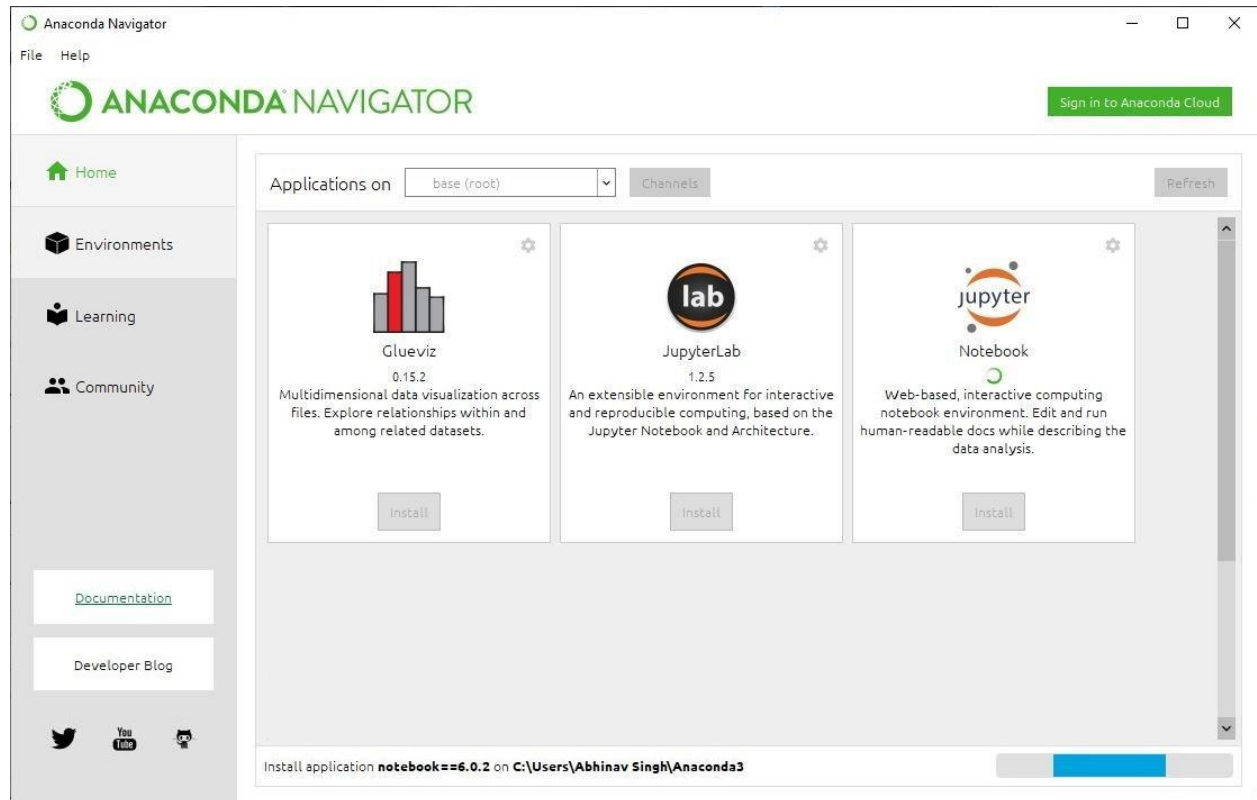 Anaconda Navigator
File Help
ANACONDA NAVIGATOR
Sign in to Anaconda Cloud
Home
Environments
Learning
Community
Documentation
Developer Blog
You
Tube
Applications on base (root) Channels Refresh
Glueviz
0.15.2
Multidimensional data visualization across
files. Explore relationships within and
among related datasets.
Install
lab
JupyterLab
1.2.5
An extensible environment for interactive
and reproducible computing, based on the
Jupyter Notebook and Architecture.
Install
jupyter
Notebook
Web-based, interactive computing
notebook environment. Edit and run
human-readable docs while describing the
data analysis.
Install
Install application notebook==6.0.2 on C:\Users\Abhinav Singh\Anaconda3